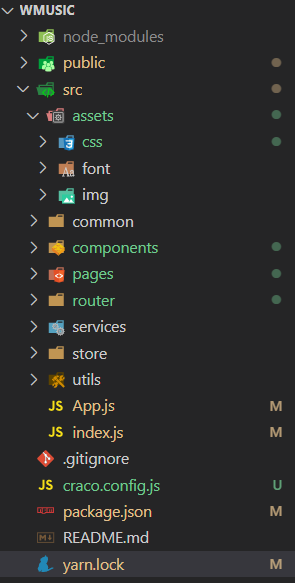 WMUSIC
node_modules
public
src
assets
css
font
img
common
components
pages
router
services
store
utils
JS App.js M
JS index.js M
.gitignore
craco.config.js U
package.json M
README.md
yarn.lock M